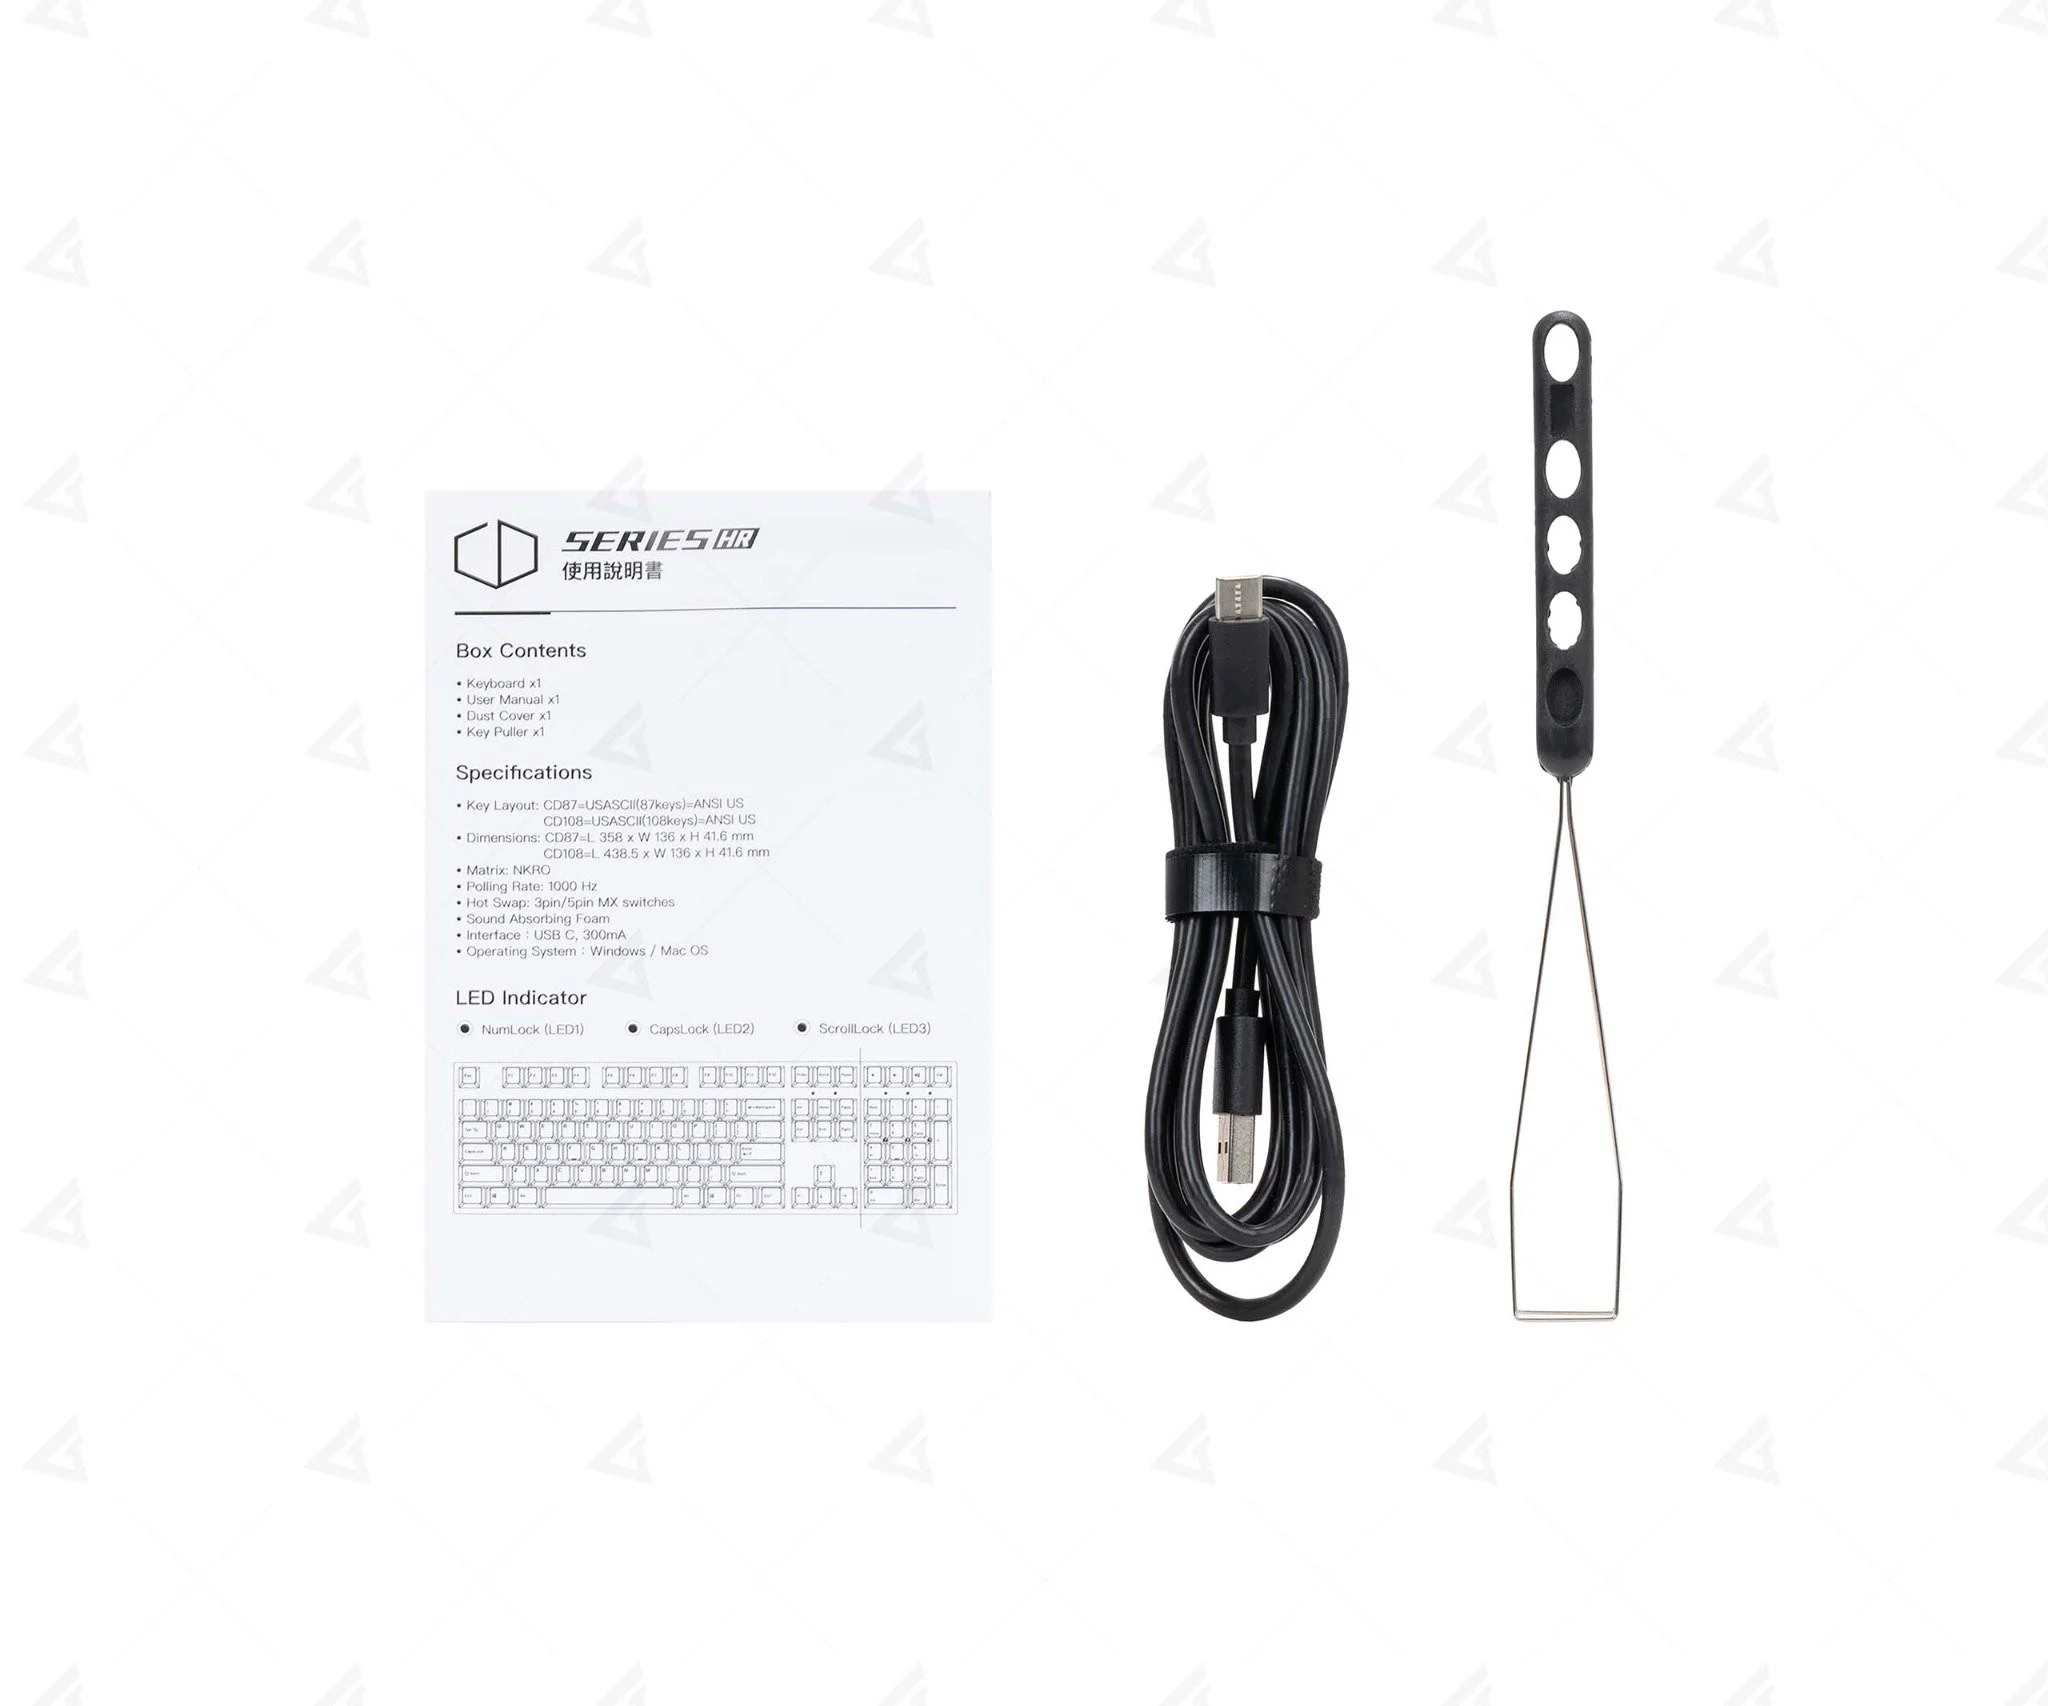 CD SERIES HR
使用說明書
Box Contents
• Keyboard x1
• User Manual x1
• Dust Cover x1
• Key Puller x1
Specifications
• Key Layout: CD87=USASCII(87keys)=ANSI US
CD108=USASCII(108keys)=ANSI US
• Dimensions: CD87=L 358 x W 136 x H 41.6 mm
CD108=L 438.5 x W 136 x H 41.6 mm
• Matrix: NKRO
• Polling Rate: 1000 Hz
• Hot Swap: 3pin/5pin MX switches
• Sound Absorbing Foam
• Interface : USB C, 300mA
• Operating System : Windows / Mac OS
LED Indicator
NumLock (LED1) CapsLock (LED2) ScrollLock (LED3)